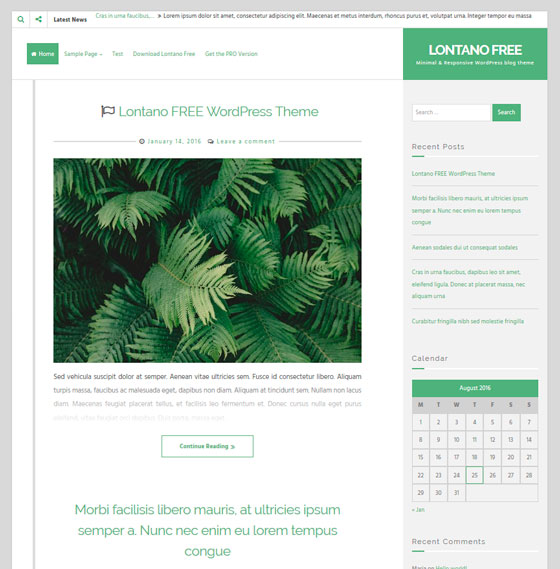 Latest News
Cras in urna faucibus... » Lorem ipsum dolor sit amet, consectetur adipiscing elit. Maecenas et metus interdum, rhoncus purus et, volutpat urna. Integer tempor eu massa
Home Sample Page Test Download Lontano Free Get the PRO Version
LONTANO FREE
Minimal & Responsive WordPress blog theme
Lontano FREE WordPress Theme
January 14, 2016 Leave a comment
Sed vehicula suscipit dolor at semper. Aenean vitae ultricies sem. Fusce id consectetur libero. Aliquam
turpis massa, faucibus ac malesuada eget, dapibus non diam. Aliquam at tincidunt sem. Nullam non lacus
diam. Maecenas feugiat placerat tellus, et facilisis leo fermentum et. Donec cursus nulla eget purus
eleifend, vitae feugiat orci dapibus. Duis porta massa eget
Continue Reading »
Morbi facilisis libero mauris, at ultricies ipsum
semper a. Nunc nec enim eu lorem tempus
congue
Search ... Search
Recent Posts
Lontano FREE WordPress Theme
Morbi facilisis libero mauris, at ultricies ipsum
semper a. Nunc nec enim eu lorem tempus
congue
Aenean sodales dui ut consequat sodales
Cras in urna faucibus, dapibus leo sit amet,
eleifend ligula. Donec at placerat massa, nec
aliquam urna
Curabitur fringilla nibh sed molestie fringilla
Calendar
August 2016
M T W T F S S
1 2 3 4 5 6 7
8 9 10 11 12 13 14
15 16 17 18 19 20 21
22 23 24 25 26 27 28
29 30 31
« Jan
Recent Comments
Maria on Hello world!